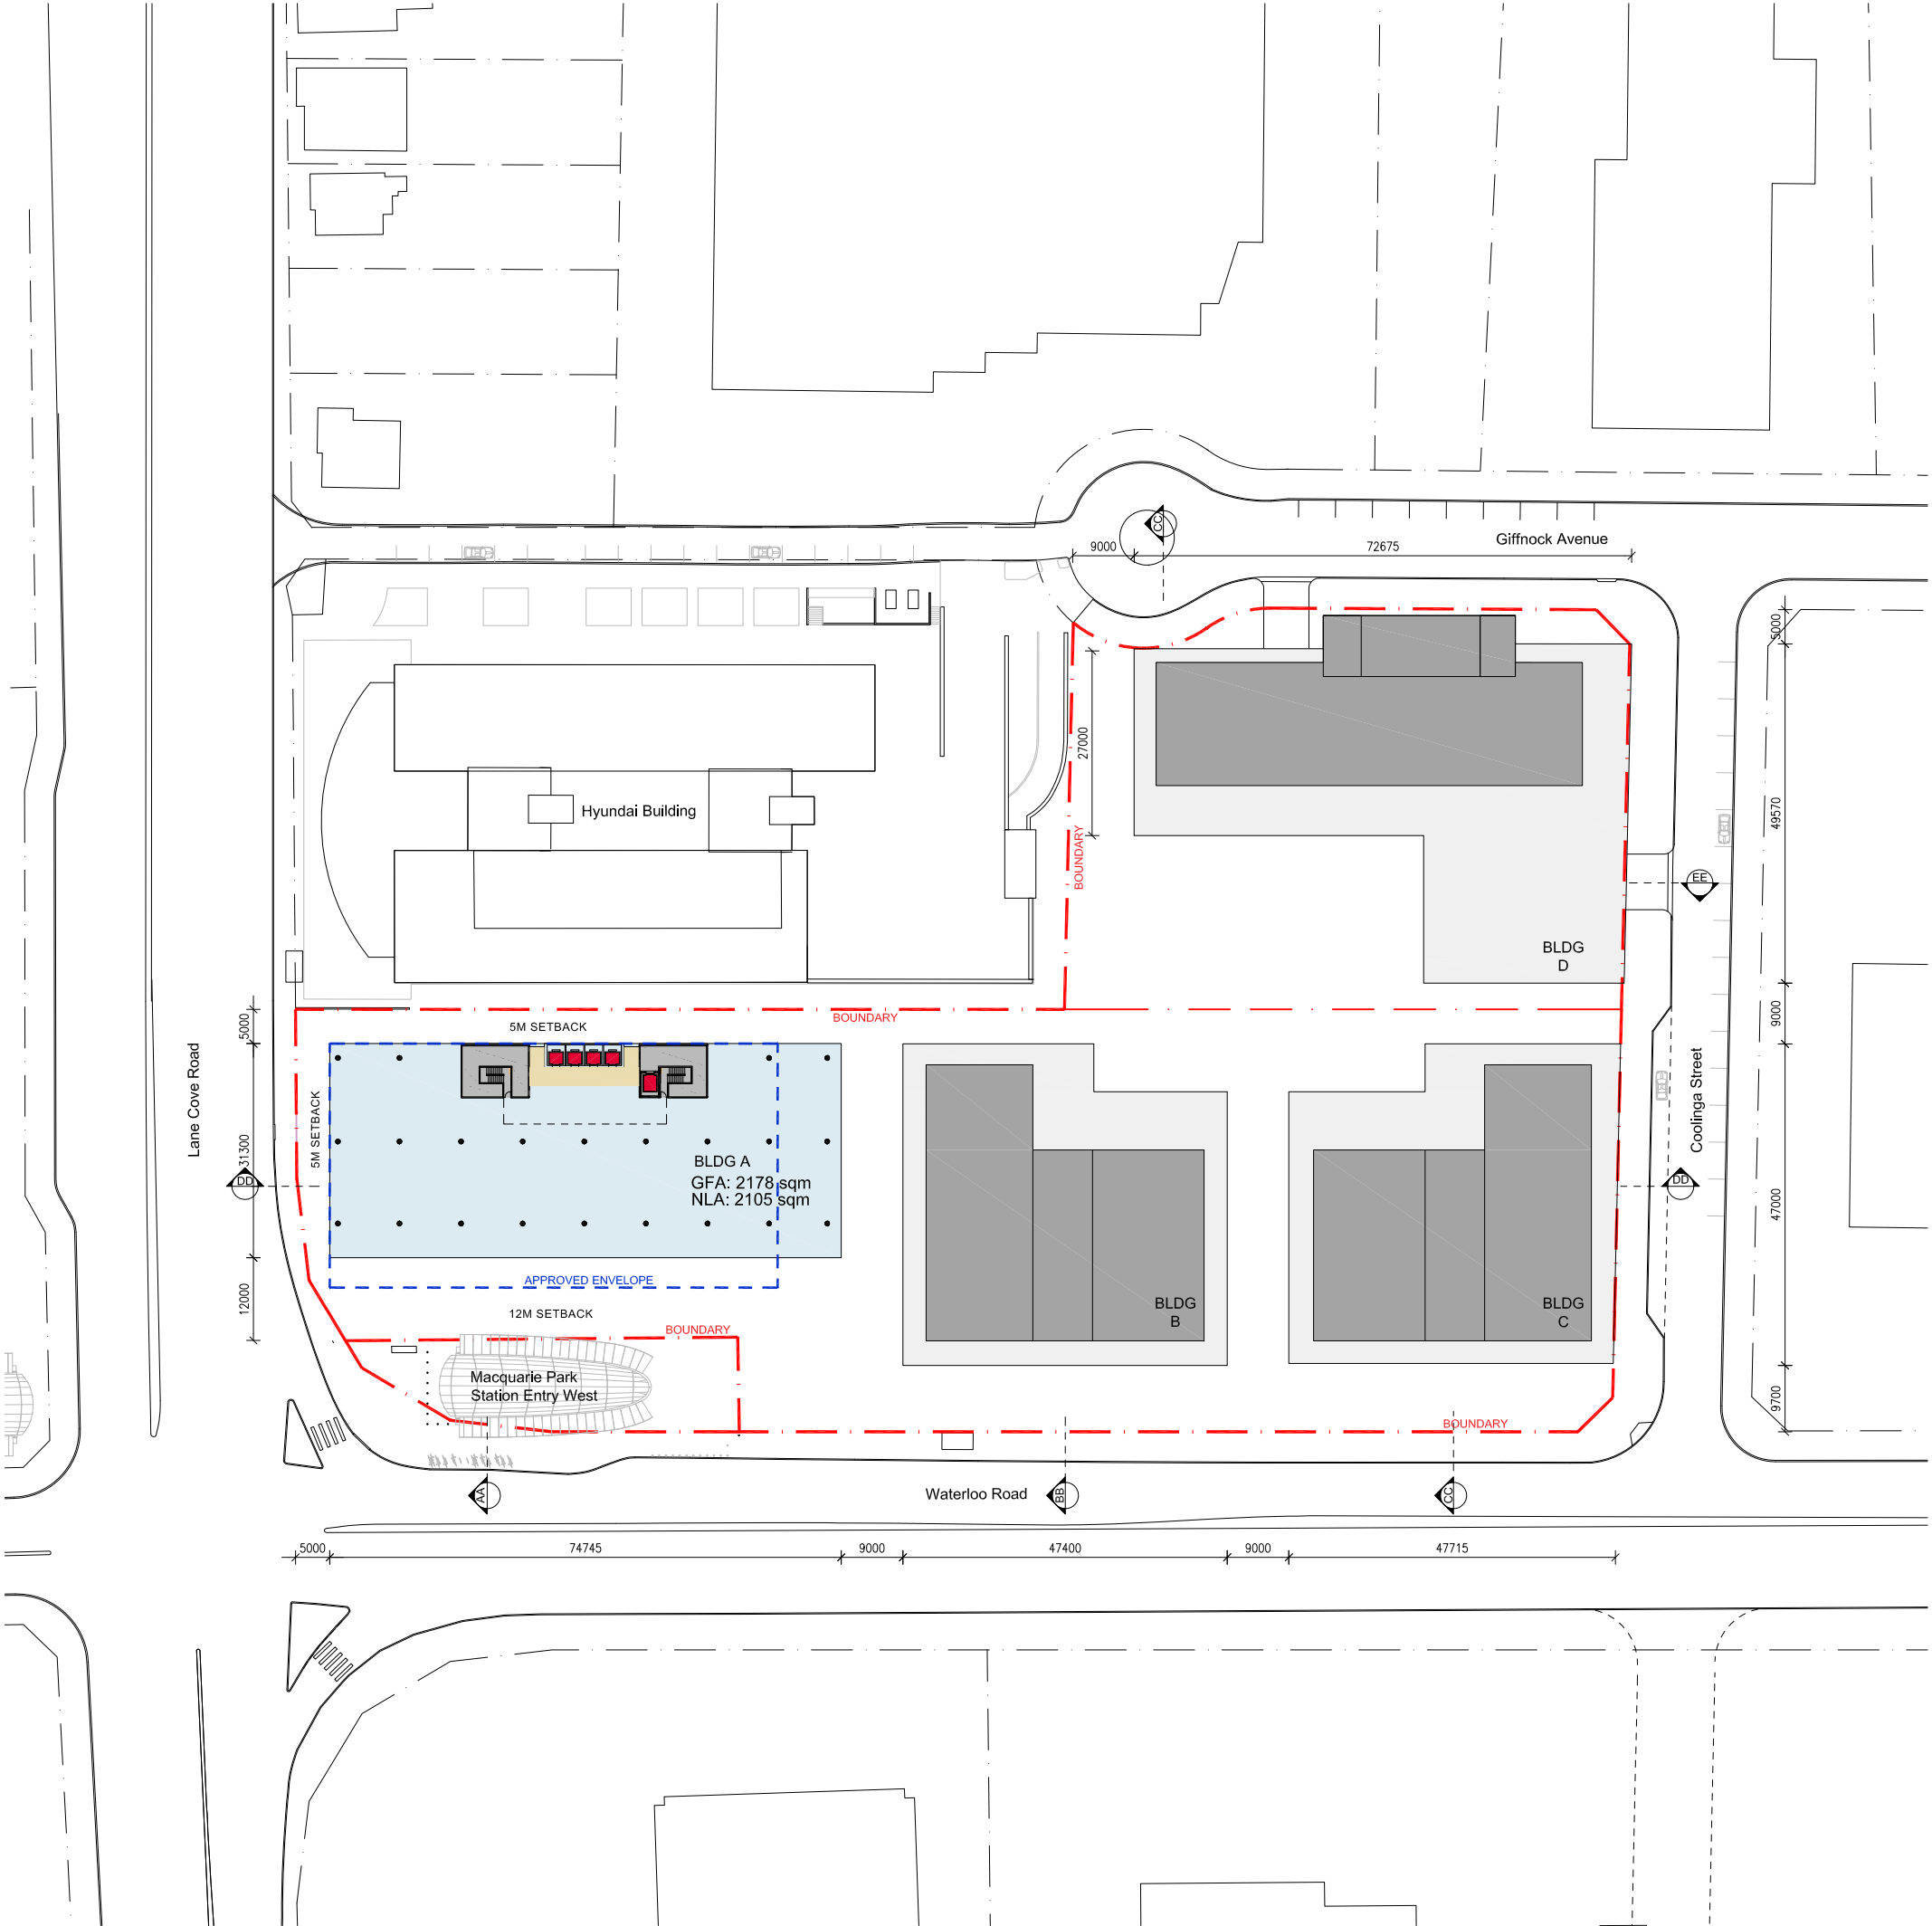 CC
Giffnock Avenue
9000
72675
5000
27000
Hyundai Building
49570
BOUNDARY
EE
BLDG
D
5000
9000
BOUNDARY
5M SETBACK
Lane Cove Road
5M SETBACK
Coolinga Street
31300
BLDG A
GFA: 2178 sqm
NLA: 2105 sqm
DD
DD
47000
APPROVED ENVELOPE
12000
12M SETBACK
BLDG
B
BLDG
C
BOUNDARY
Macquarie Park
Station Entry West
9700
BOUNDARY
AA
Waterloo Road
BB
CC
5000
74745
9000
47400
9000
47715